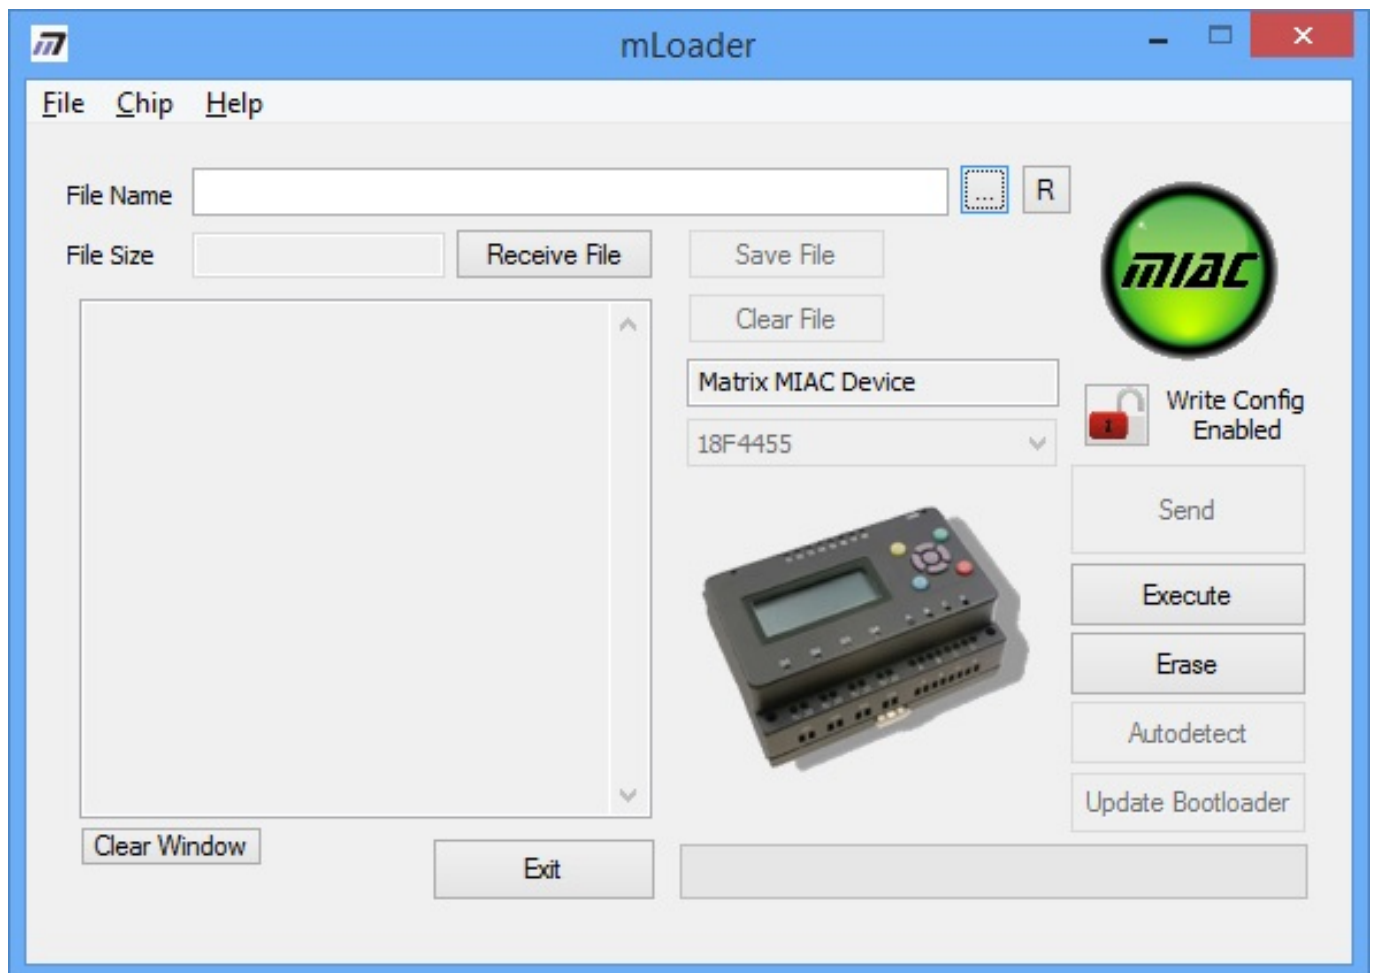 mLoader
File Chip Help
File Name ... R
File Size Receive File Save File
Clear File
MIAC
Matrix MIAC Device
Write Config
Enabled
18F4455
Send
Execute
Erase
Autodetect
Update Bootloader
Clear Window
Exit